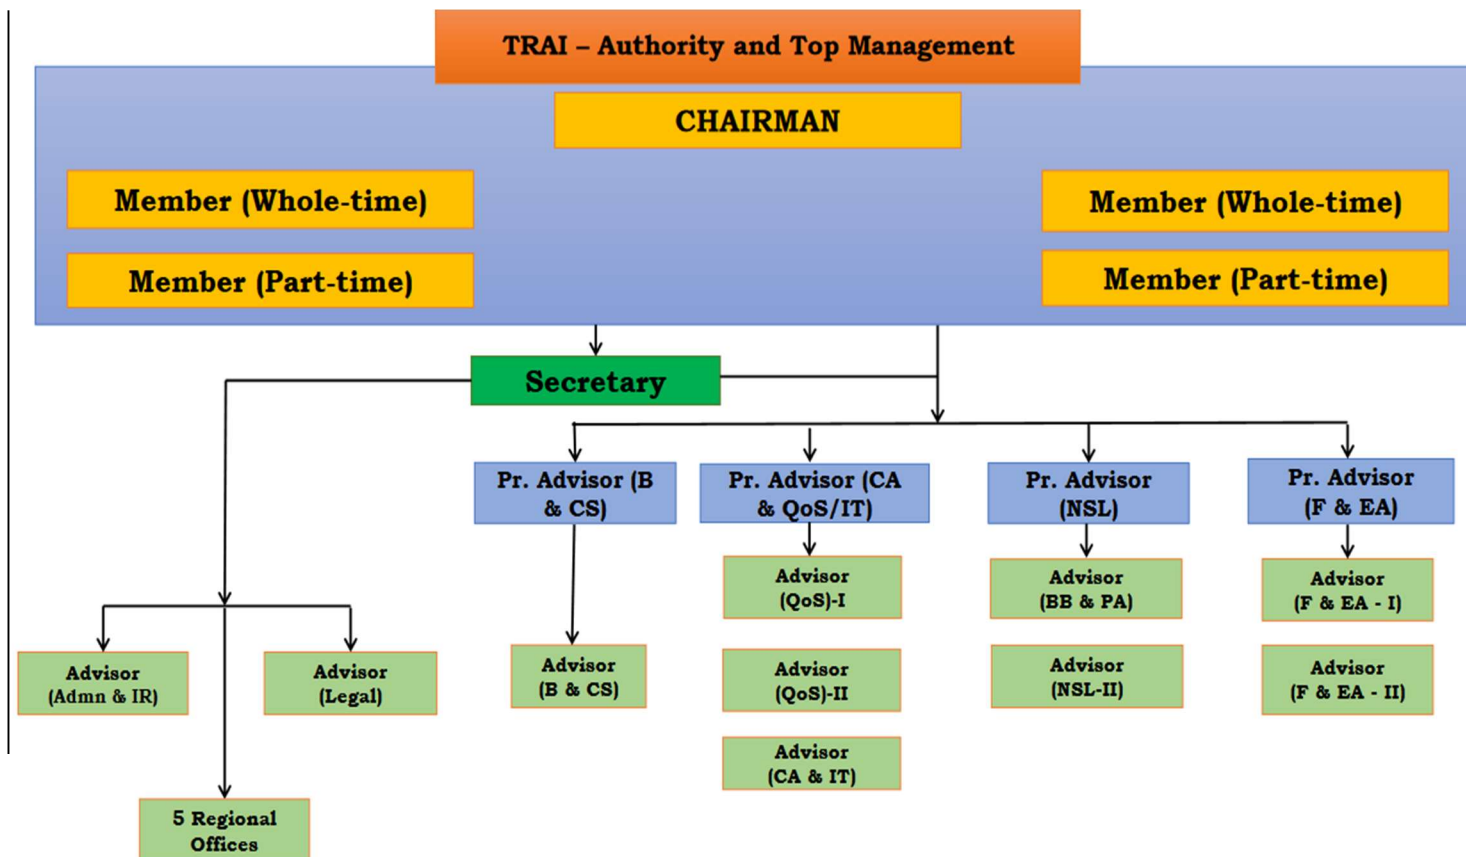 TRAI – Authority and Top Management
CHAIRMAN
Member (Whole-time)
Member (Whole-time)
Member (Part-time)
Member (Part-time)
Secretary
Pr. Advisor (B
& CS)
Pr. Advisor (CA
& QoS/IT)
Pr. Advisor
(NSL)
Pr. Advisor
(F & EA)
Advisor
(QoS)-I
Advisor
(BB & PA)
Advisor
(F & EA - I)
Advisor
(Admn & IR)
Advisor
(Legal)
Advisor
(B & CS)
Advisor
(QoS)-II
Advisor
(NSL-II)
Advisor
(F & EA - II)
Advisor
(CA & IT)
5 Regional
Offices